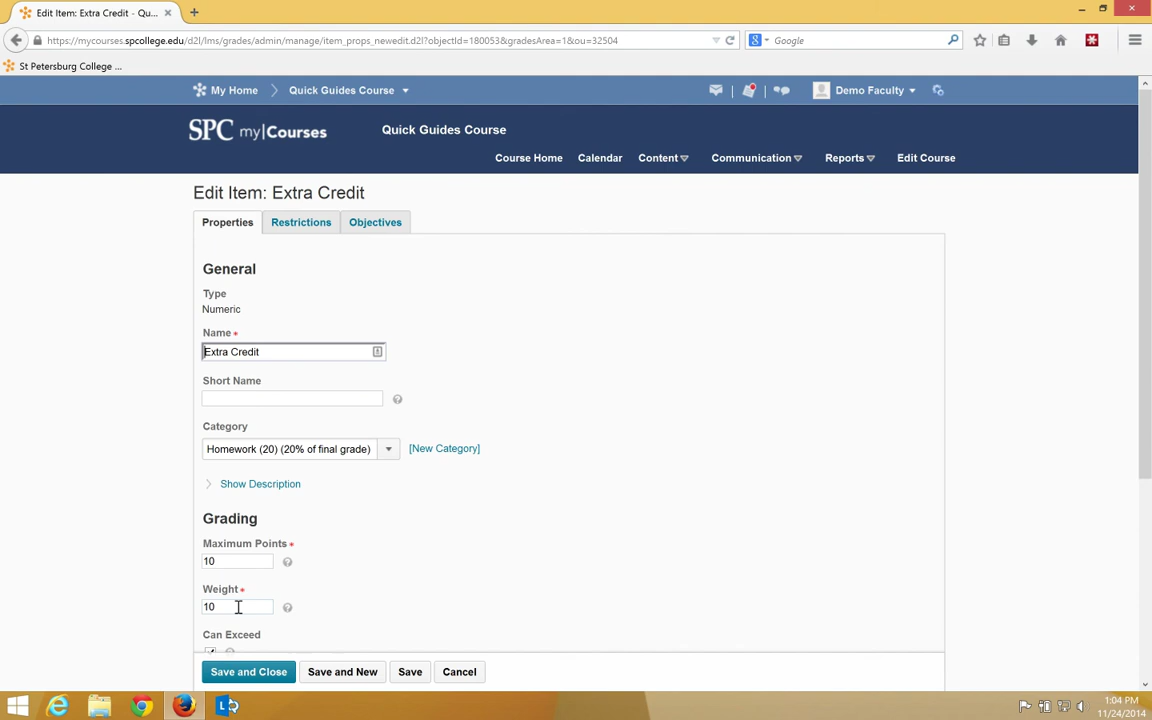 Edit Item: Extra Credit - Qu...
https://mycourses.spcollege.edu/d2l/lms/grades/admin/manage/item_props_newedit.d2l?objectId=180053&gradesArea=1&ou=32504
Google
St Petersburg College ...
My Home
Quick Guides Course
Demo Faculty
SPC my|Courses
Quick Guides Course
Course Home
Calendar
Content
Communication
Reports
Edit Course
Edit Item: Extra Credit
Properties
Restrictions
Objectives
General
Type
Numeric
Name *
Extra Credit
Short Name
Category
Homework (20) (20% of final grade)
[New Category]
Show Description
Grading
Maximum Points *
10
Weight *
10
Can Exceed
Save and Close
Save and New
Save
Cancel
1:04 PM
11/24/2014